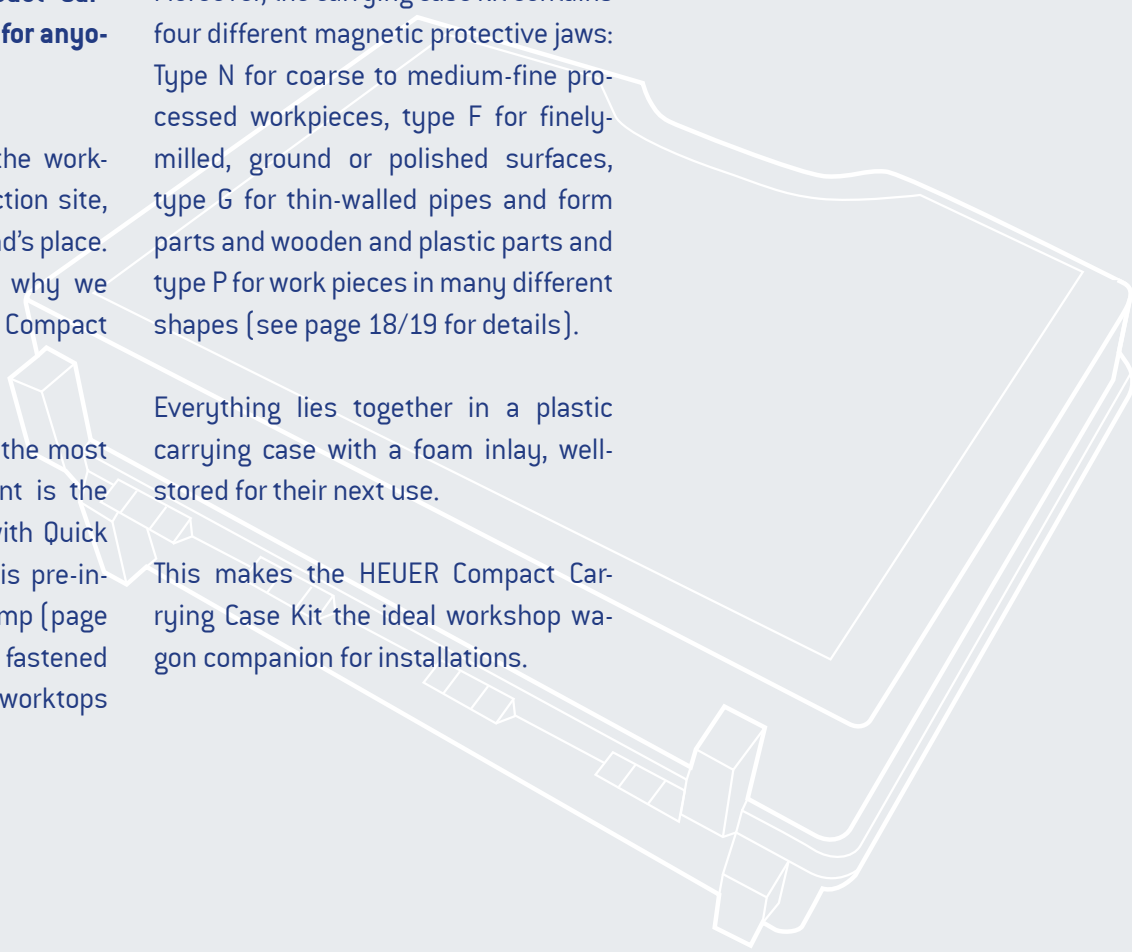 for anyo-
the work-
site,
place.
why we
Compact
the most
is the
Quick
is pre-in-
(page
fastened
worktops
four different magnetic protective jaws:
Type N for coarse to medium-fine pro-
cessed workpieces, type F for finely-
milled, ground or polished surfaces,
type G for thin-walled pipes and form
parts and wooden and plastic parts and
type P for work pieces in many different
shapes (see page 18/19 for details).
Everything lies together in a plastic
carrying case with a foam inlay, well-
stored for their next use.
This makes the HEUER Compact Car-
rying Case Kit the ideal workshop wa-
gon companion for installations.